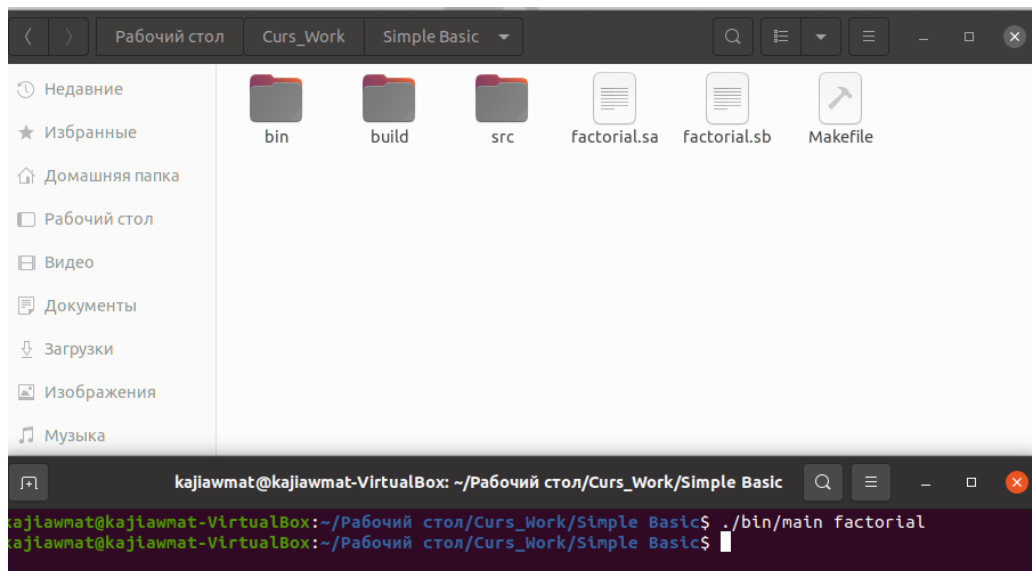 Рабочий стол Curs_Work Simple Basic
Недавние
Избранные
Домашняя папка
Рабочий стол
Видео
Документы
Загрузки
Изображения
Музыка
bin build src factorial.sa factorial.sb Makefile
kajiawmat@kajiawmat-VirtualBox: ~/Рабочий стол/Curs_Work/Simple Basic
kajiawmat@kajiawmat-VirtualBox:~/Рабочий стол/Curs_Work/Simple Basic$ ./bin/main factorial
kajiawmat@kajiawmat-VirtualBox:~/Рабочий стол/Curs_Work/Simple Basic$